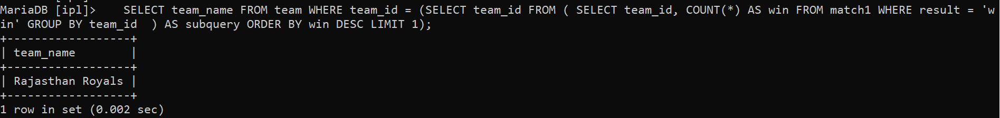 MariaDB [ipl]>    SELECT team_name FROM team WHERE team_id = (SELECT team_id FROM ( SELECT team_id, COUNT(*) AS win FROM match1 WHERE result = 'w
in' GROUP BY team_id  ) AS subquery ORDER BY win DESC LIMIT 1);
+------------------+
| team_name        |
+------------------+
| Rajasthan Royals |
+------------------+
1 row in set (0.002 sec)